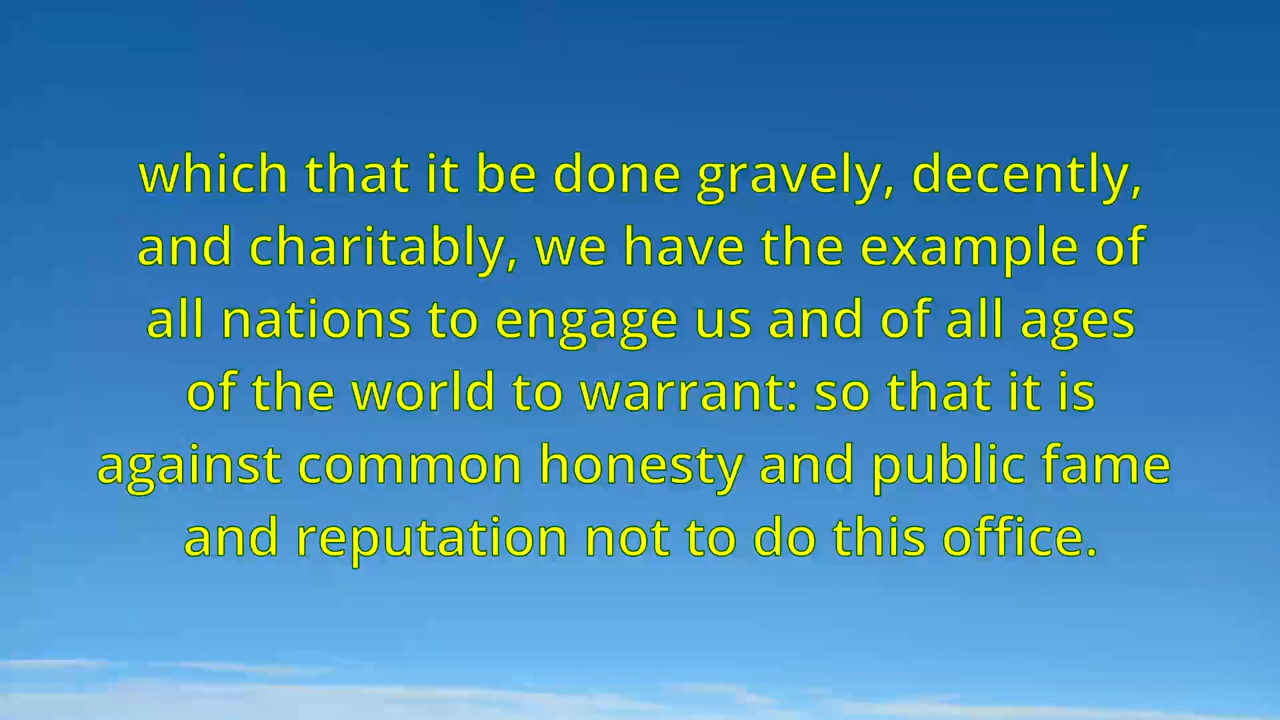 which that it be done gravely, decently,
and charitably, we have the example of
all nations to engage us and of all ages
of the world to warrant: so that it is
against common honesty and public fame
and reputation not to do this office.